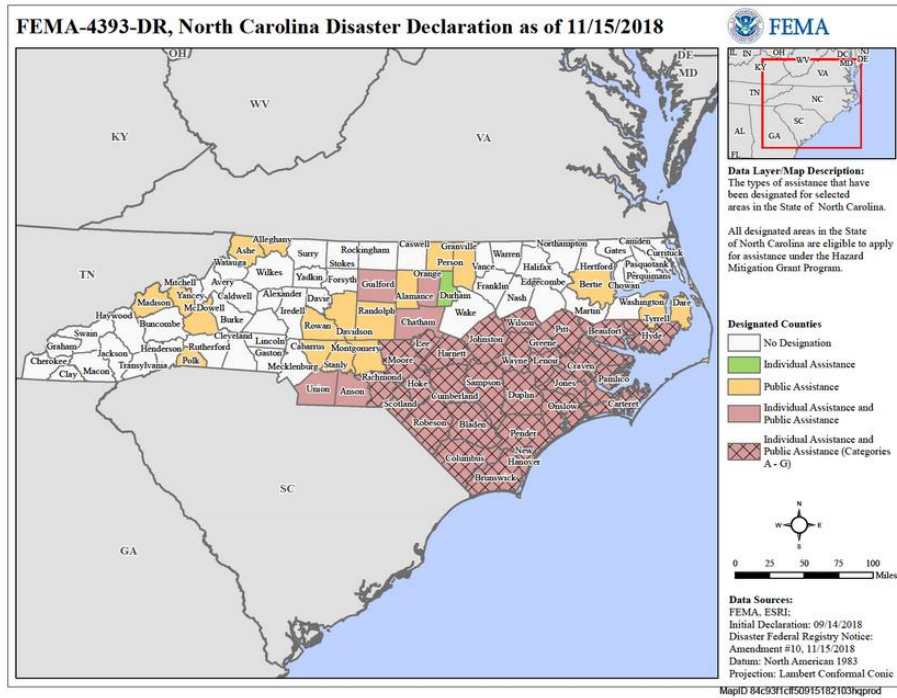 FEMA-4393-DR, North Carolina Disaster Declaration as of 11/15/2018
FEMA
OH
WV
KY
VA
DE
MD
TN
SC
GA
IL
IN
OH
KY
WV
VA
DC
MD
DE
NJ
TN
NC
SC
AL
GA
FL
Alleghany
Ashe
Surry
Rockingham
Stokes
Caswell
Person
Granville
Vance
Warren
Northampton
Gates
Camden
Currituck
Pasquotank
Perquimans
Chowan
Hertford
Halifax
Bertie
Watauga
Wilkes
Yadkin
Forsyth
Guilford
Alamance
Orange
Durham
Franklin
Nash
Edgecombe
Martin
Washington
Tyrrell
Dare
Mitchell
Avery
Yancey
Madison
McDowell
Caldwell
Alexander
Iredell
Davie
Davidson
Randolph
Chatham
Wake
Wilson
Pitt
Beaufort
Hyde
Haywood
Buncombe
Burke
Rowan
Swain
Graham
Cherokee
Clay
Macon
Jackson
Transylvania
Henderson
Polk
Rutherford
Cleveland
Lincoln
Gaston
Mecklenburg
Cabarrus
Stanly
Montgomery
Moore
Lee
Harnett
Johnston
Greene
Wayne
Lenoir
Craven
Pamlico
Union
Anson
Richmond
Scotland
Hoke
Cumberland
Sampson
Duplin
Jones
Onslow
Carteret
Robeson
Bladen
Pender
New
Hanover
Columbus
Brunswick
Data Layer/Map Description:
The types of assistance that have
been designated for selected
areas in the State of North Carolina.
All designated areas in the State
of North Carolina are eligible to apply
for assistance under the Hazard
Mitigation Grant Program.
Designated Counties
No Designation
Individual Assistance
Public Assistance
Individual Assistance and
Public Assistance
Individual Assistance and
Public Assistance (Categories
A - G)
N
W
E
S
0 25 50 75 100
Miles
Data Sources:
FEMA, ESRI;
Initial Declaration: 09/14/2018
Disaster Federal Registry Notice:
Amendment #10, 11/15/2018
Datum: North American 1983
Projection: Lambert Conformal Conic
MapID 84c93f1cff50915182103hqprod